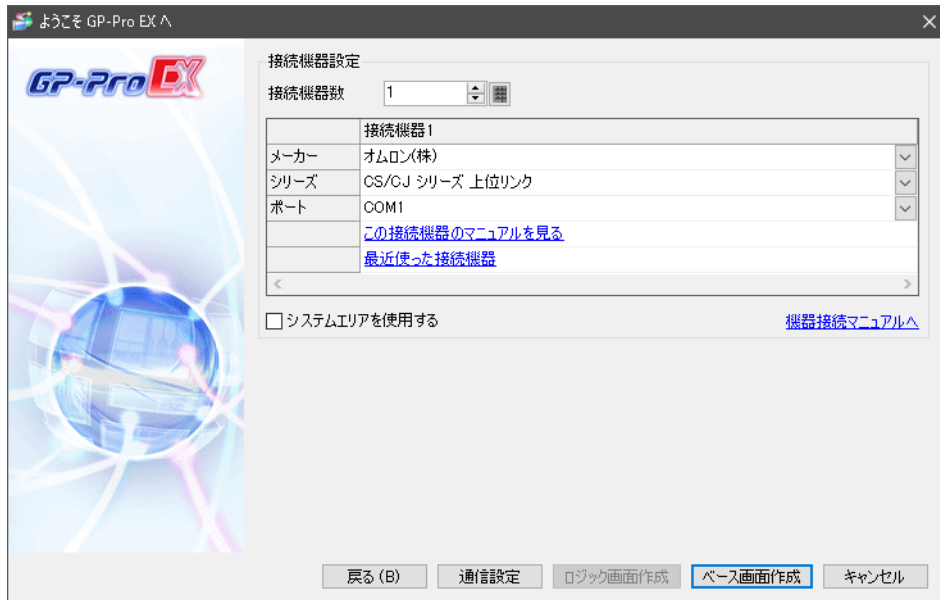 ようこそ GP-Pro EX へ
GP-Pro EX
接続機器設定
接続機器数 1
接続機器1
メーカー オムロン(株)
シリーズ CS/CJ シリーズ 上位リンク
ポート COM1
この接続機器のマニュアルを見る
最近使った接続機器
システムエリアを使用する 機器接続マニュアルへ
戻る (B) 通信設定 ロジック画面作成 ベース画面作成 キャンセル